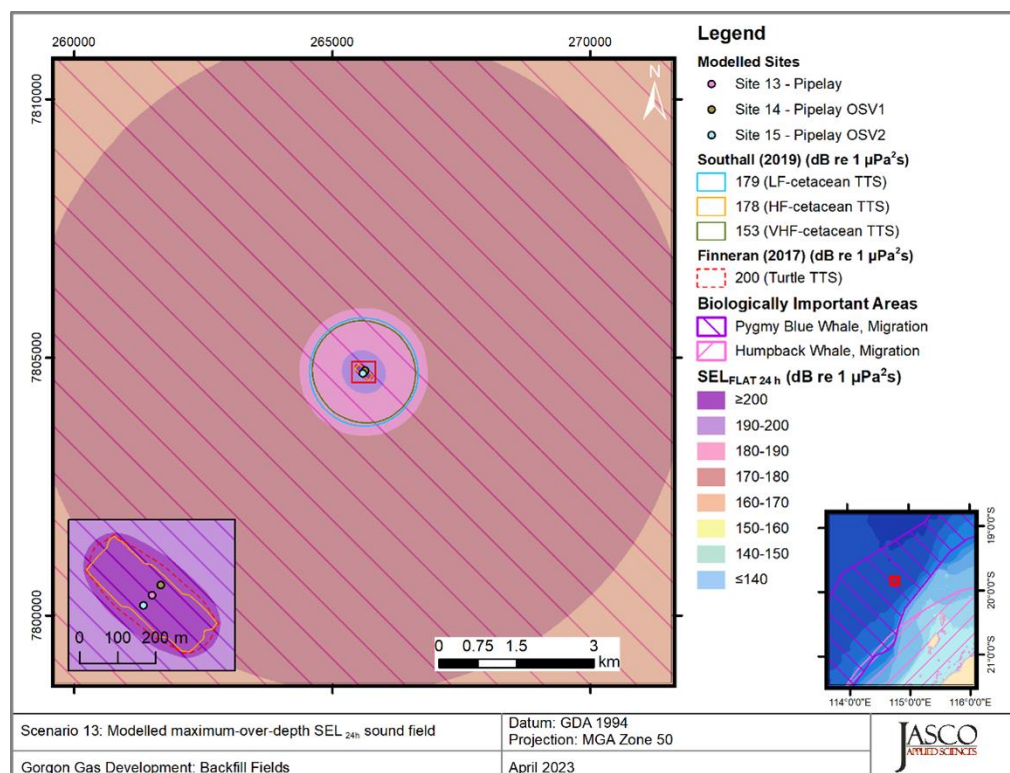 260000
265000
270000
7810000
7805000
7800000
N
0 100 200 m
0 0.75 1.5 3
km
Legend
Modelled Sites
Site 13 - Pipelay
Site 14 - Pipelay OSV1
Site 15 - Pipelay OSV2
Southall (2019) (dB re 1 µPa²s)
179 (LF-cetacean TTS)
178 (HF-cetacean TTS)
153 (VHF-cetacean TTS)
Finneran (2017) (dB re 1 µPa²s)
200 (Turtle TTS)
Biologically Important Areas
Pygmy Blue Whale, Migration
Humpback Whale, Migration
SELFLAT 24 h (dB re 1 µPa²s)
≥200
190-200
180-190
170-180
160-170
150-160
140-150
≤140
19°0'0"S
20°0'0"S
21°0'0"S
114°0'0"E 115°0'0"E 116°0'0"E
Scenario 13: Modelled maximum-over-depth SEL 24h sound field
Datum: GDA 1994
Projection: MGA Zone 50
Gorgon Gas Development: Backfill Fields
April 2023
JASCO
APPLIED SCIENCES